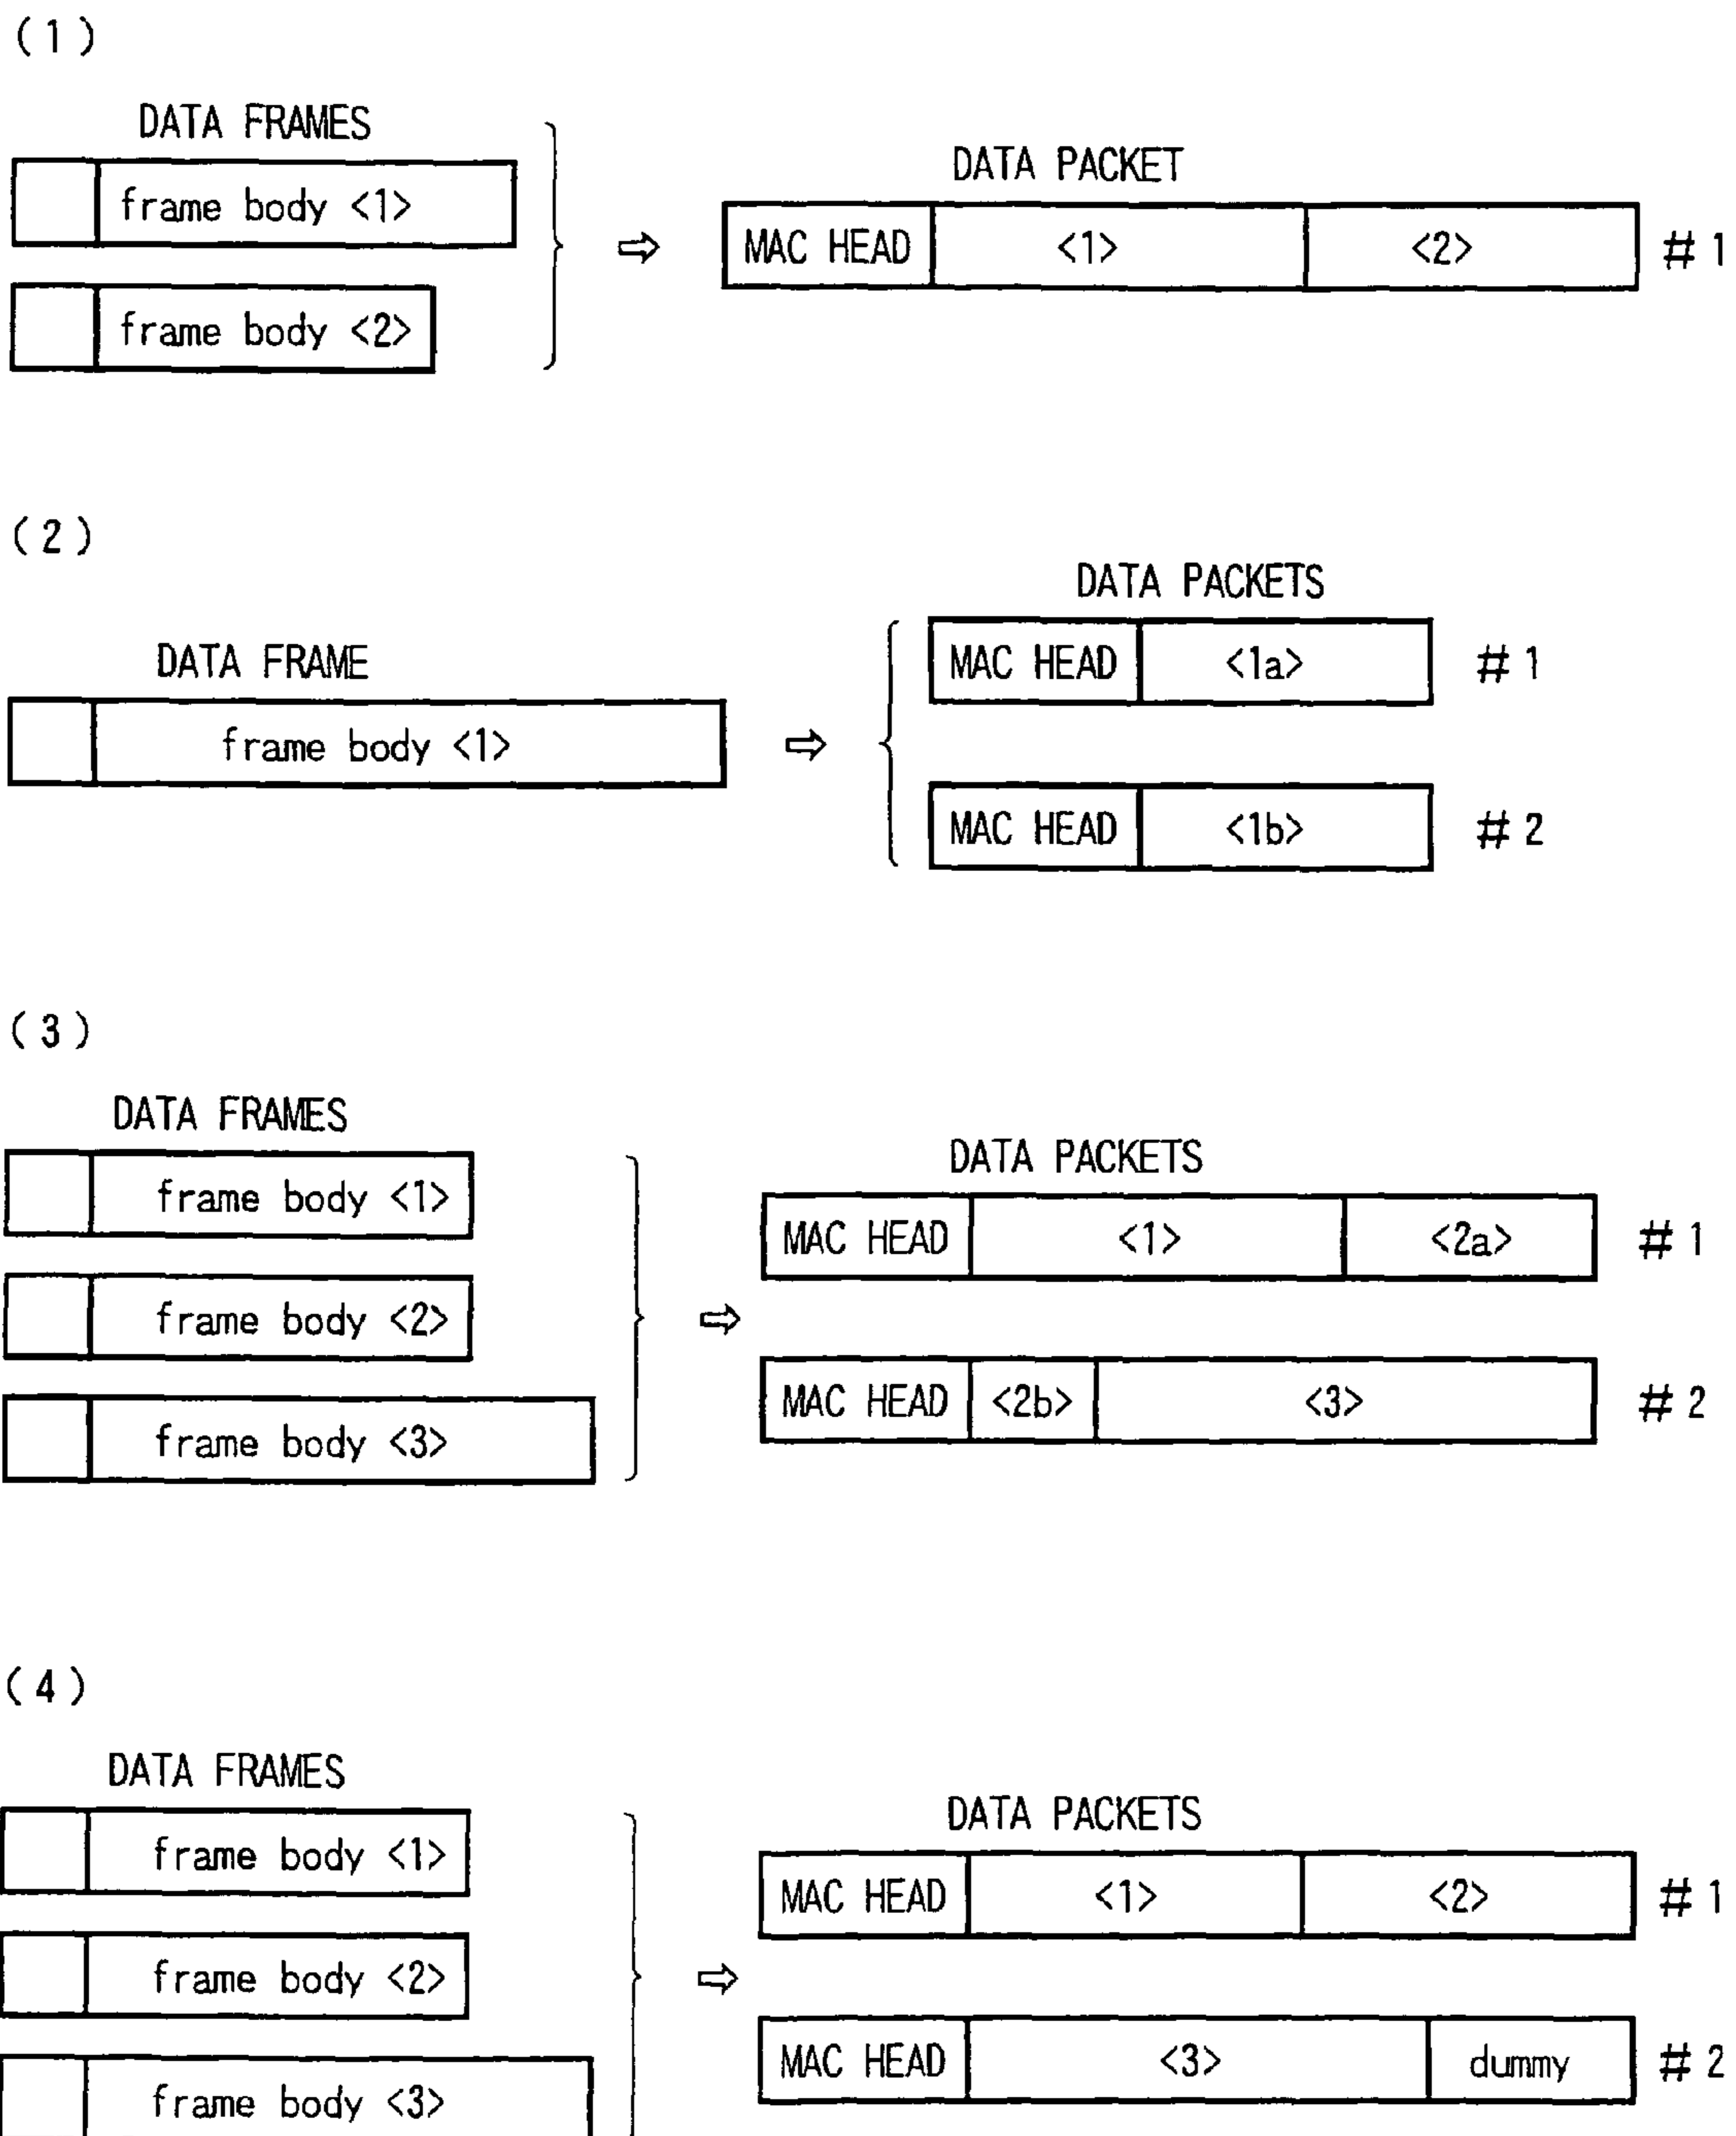 (1)
DATA FRAMES
frame body <1>
frame body <2>
⇨
DATA PACKET
MAC HEAD <1> <2> # 1
(2)
DATA FRAME
frame body <1>
⇨
DATA PACKETS
MAC HEAD <1a> # 1
MAC HEAD <1b> # 2
(3)
DATA FRAMES
frame body <1>
frame body <2>
frame body <3>
⇨
DATA PACKETS
MAC HEAD <1> <2a> # 1
MAC HEAD <2b> <3> # 2
(4)
DATA FRAMES
frame body <1>
frame body <2>
frame body <3>
⇨
DATA PACKETS
MAC HEAD <1> <2> # 1
MAC HEAD <3> dummy # 2